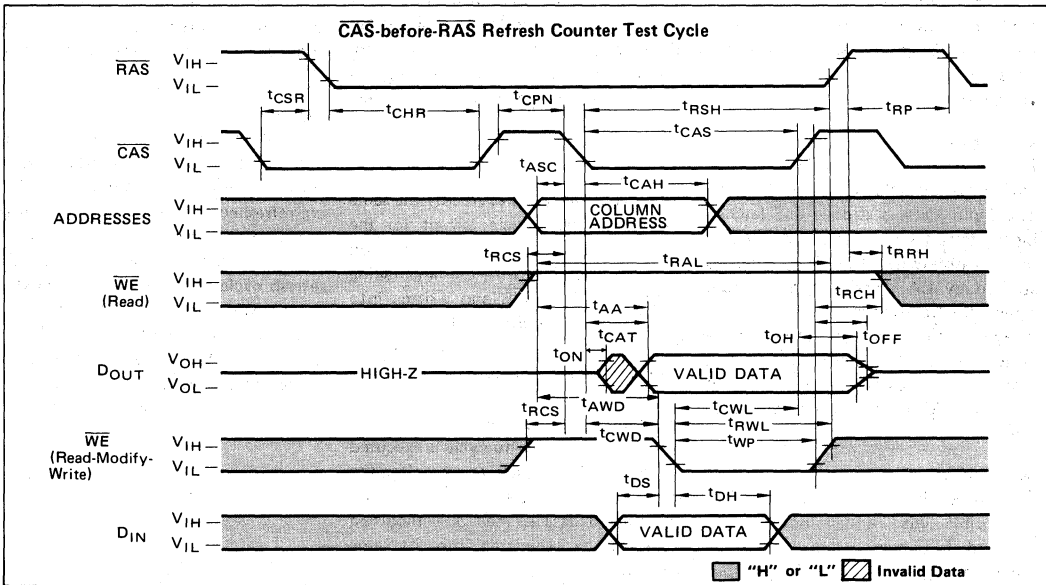 CAS-before-RAS Refresh Counter Test Cycle
RAS
VIH
VIL
tCSR
tCHR
tCPN
tRSH
tRP
CAS
VIH
VIL
tCAS
tASC
tCAH
ADDRESSES
VIH
VIL
COLUMN
ADDRESS
tRCS
tRAL
tRRH
WE
(Read)
VIH
VIL
tAA
tRCH
tCAT
tOH
tOFF
tON
DOUT
VOH
VOL
HIGH-Z
VALID DATA
tAWD
tRCS
tCWL
tRWL
tCWD
tWP
WE
(Read-Modify-
Write)
VIH
VIL
tDS
tDH
DIN
VIH
VIL
VALID DATA
"H" or "L"
Invalid Data